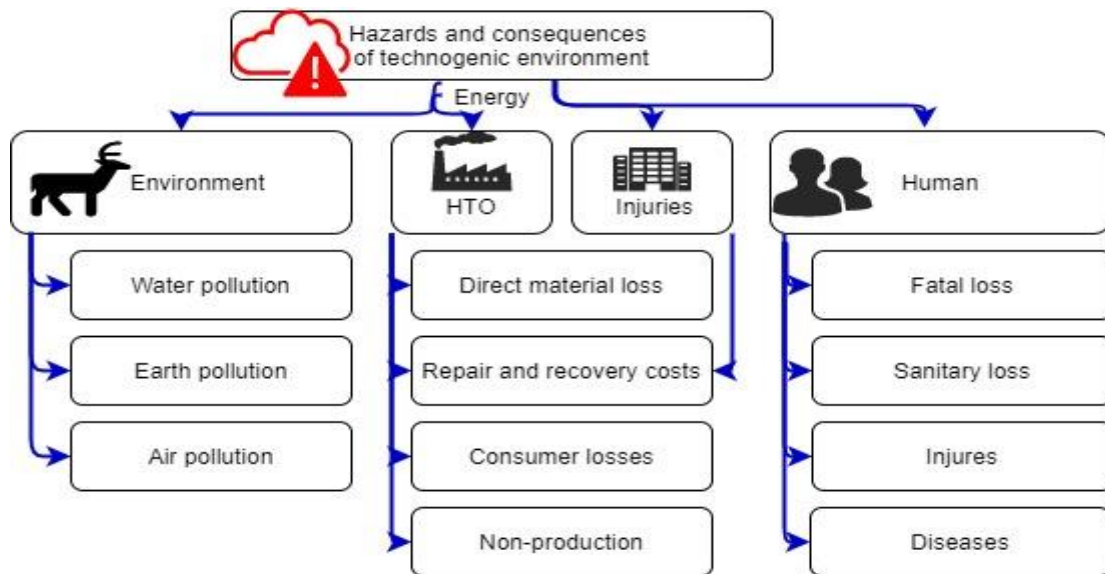 Hazards and consequences
of technogenic environment
Energy
Environment
HTO
Injuries
Human
Water pollution
Direct material loss
Fatal loss
Earth pollution
Repair and recovery costs
Sanitary loss
Air pollution
Consumer losses
Injures
Non-production
Diseases